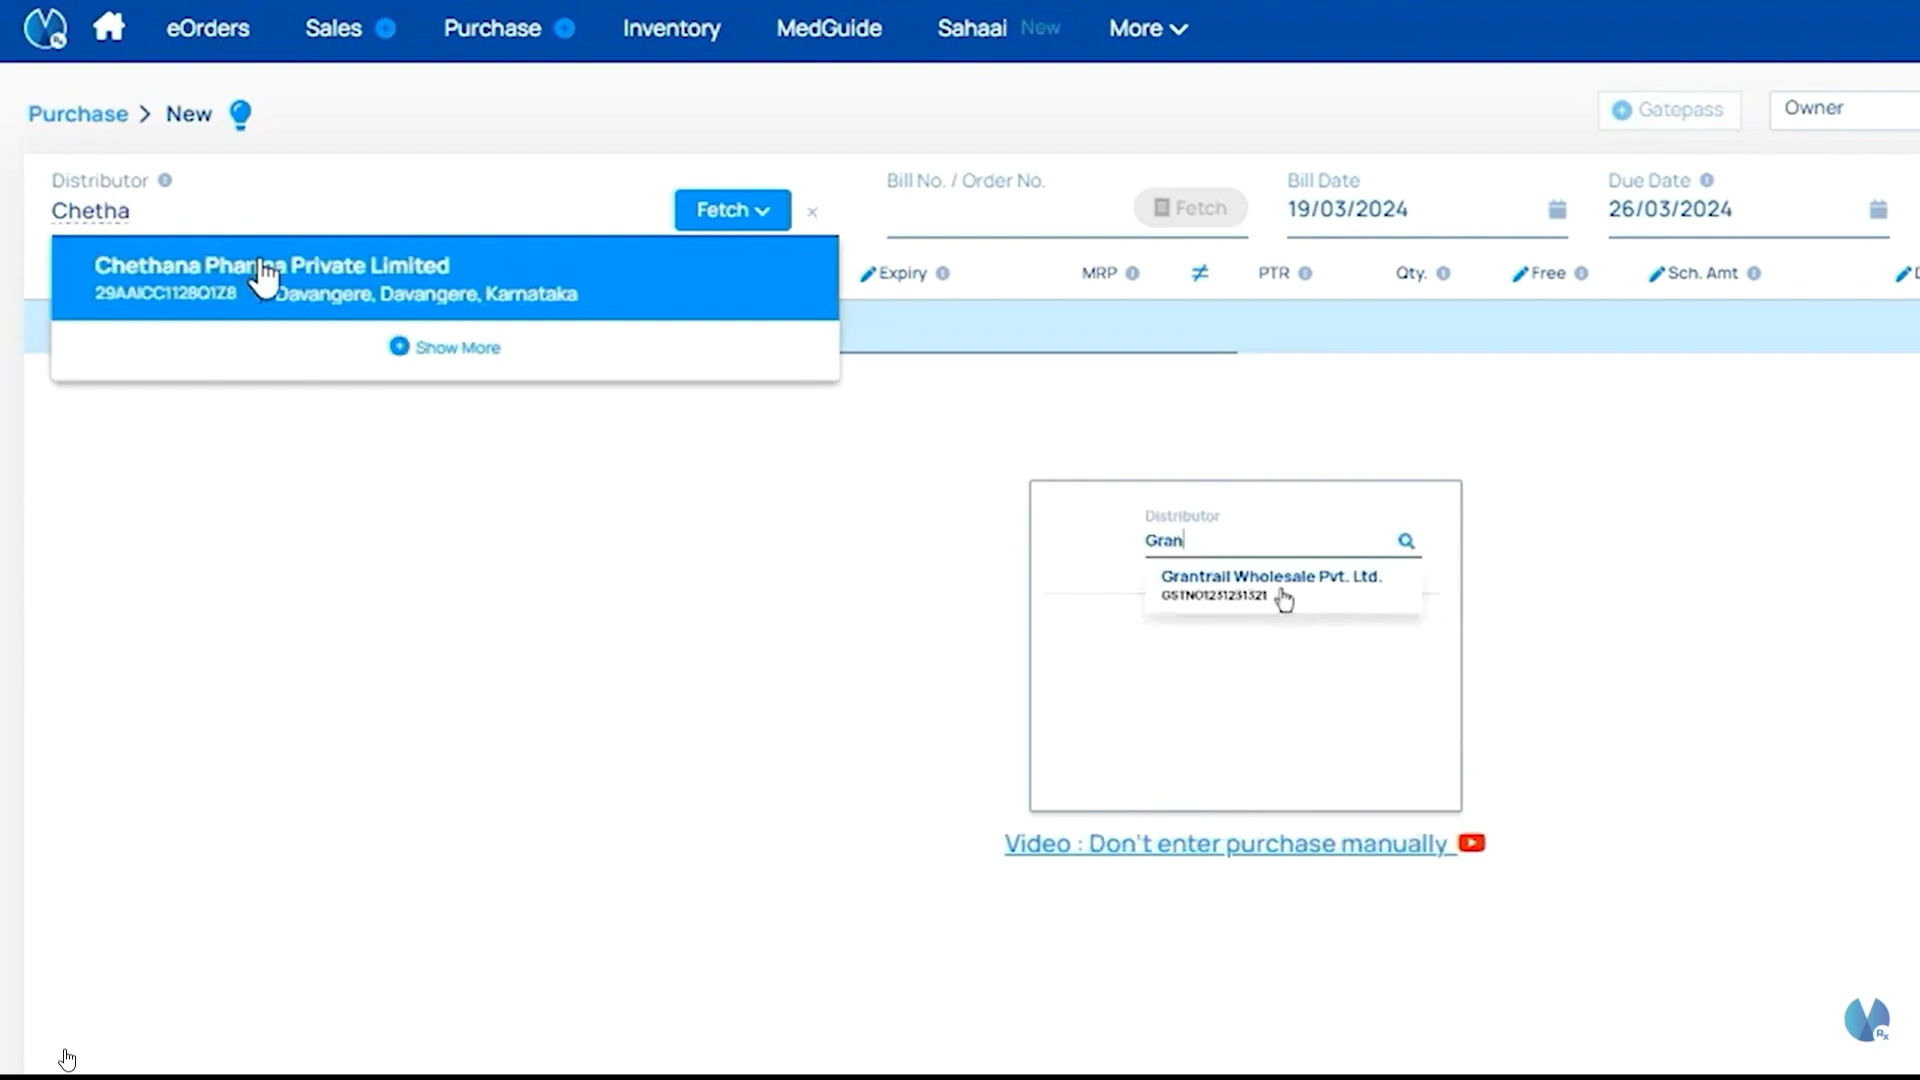 eOrders Sales Purchase Inventory MedGuide Sahaai New More
Purchase > New
Gatepass
Owner
Distributor
Chetha
Fetch
×
Bill No. / Order No.
Fetch
Bill Date
19/03/2024
Due Date
26/03/2024
Chethana Pharma Private Limited
29AAICC1128Q1Z8
Davangere, Davangere, Karnataka
Show More
Expiry MRP ≠ PTR Qty. Free Sch. Amt
Distributor
Gran
Grantrail Wholesale Pvt. Ltd.
GSTNO1231231321
Video : Don't enter purchase manually
Rx